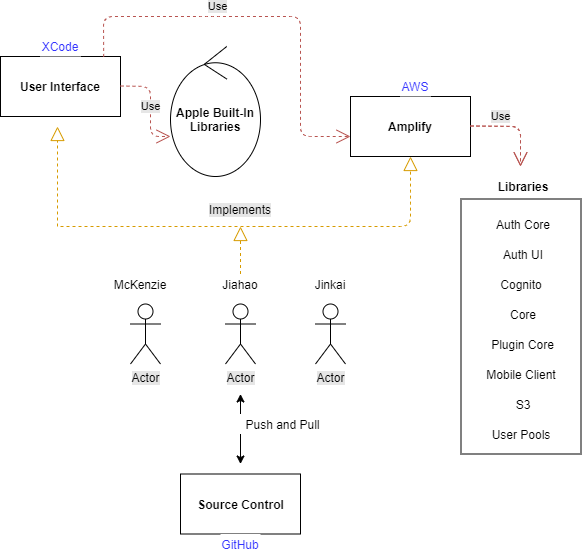 Use
XCode
User Interface
Use
Apple Built-In
Libraries
AWS
Amplify
Use
Libraries
Auth Core
Auth UI
Cognito
Core
Plugin Core
Mobile Client
S3
User Pools
Implements
McKenzie
Jiahao
Jinkai
Actor
Actor
Actor
Push and Pull
Source Control
GitHub